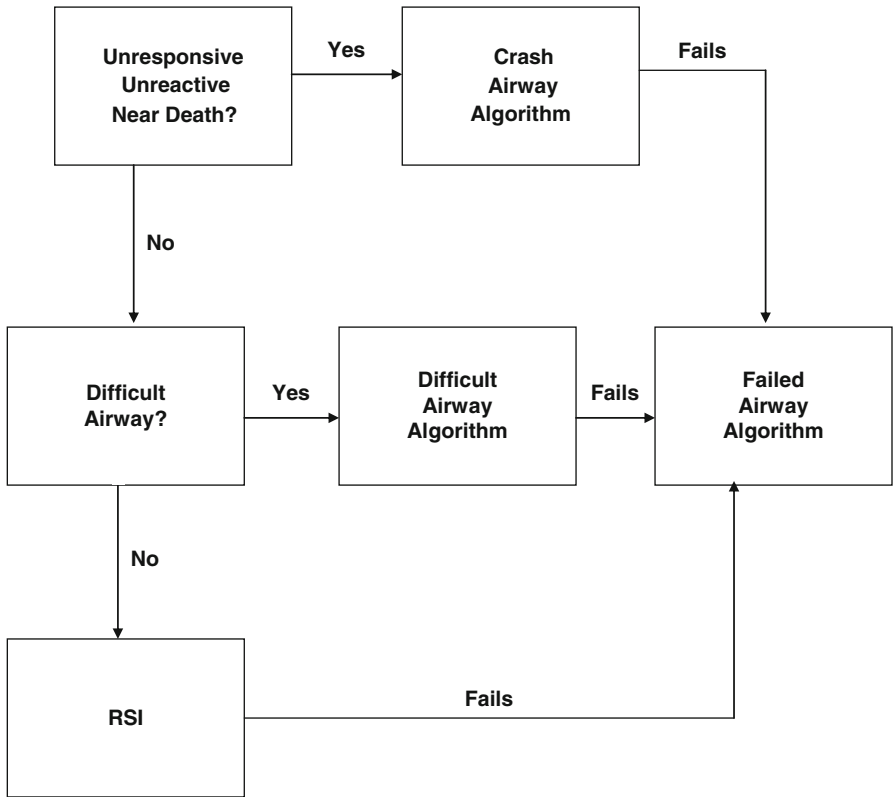 Unresponsive
Unreactive
Near Death?
Yes
Crash
Airway
Algorithm
Fails
No
Difficult
Airway?
Yes
Difficult
Airway
Algorithm
Fails
Failed
Airway
Algorithm
No
RSI
Fails